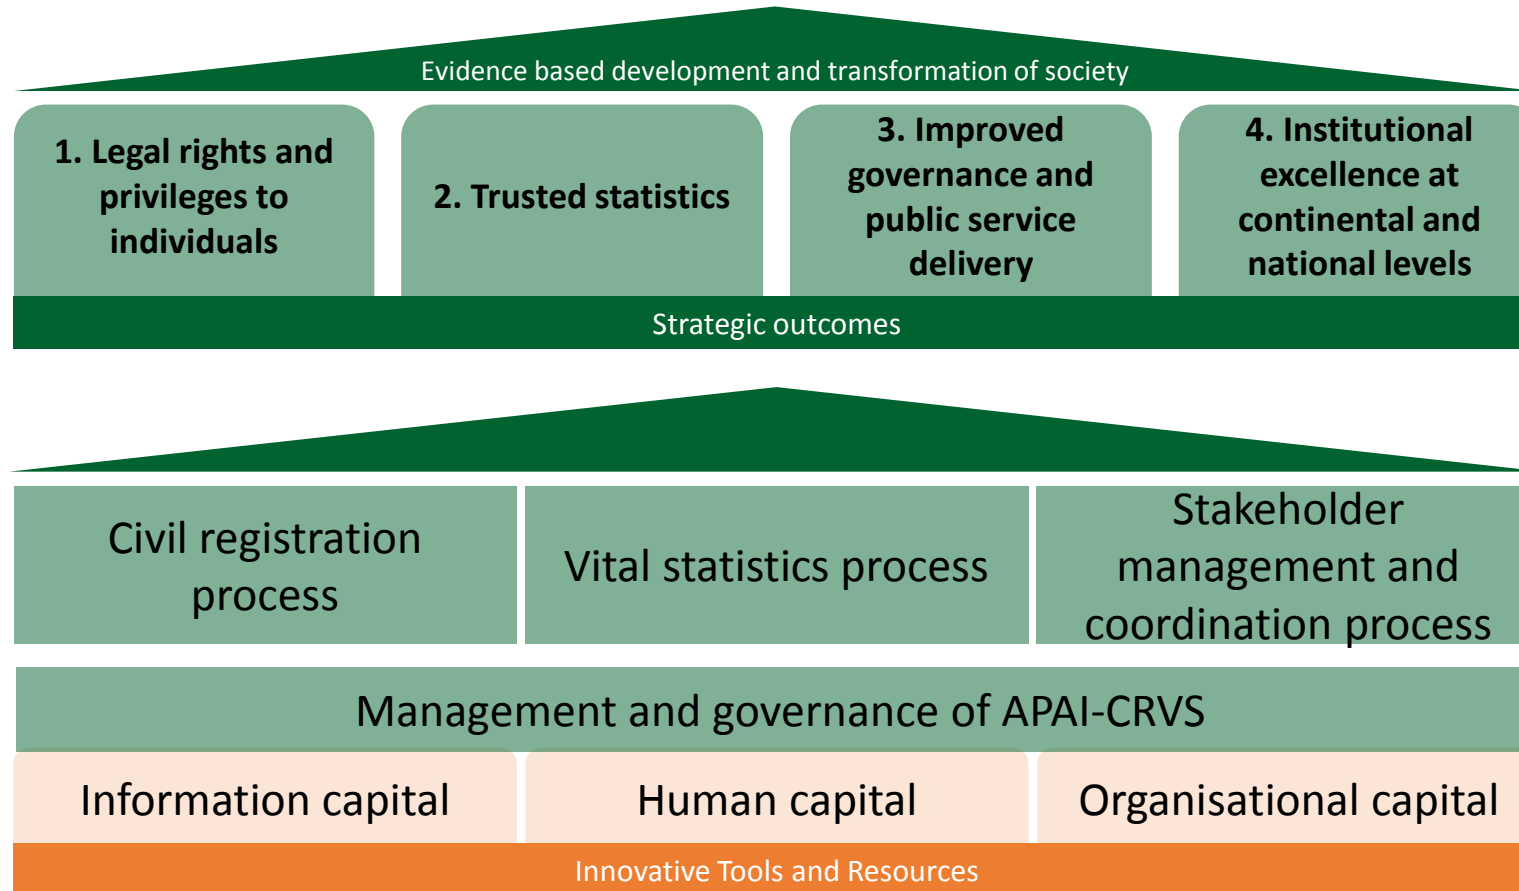 Evidence based development and transformation of society
1. Legal rights and
privileges to
individuals
2. Trusted statistics
3. Improved
governance and
public service
delivery
4. Institutional
excellence at
continental and
national levels
Strategic outcomes
Civil registration
process
Vital statistics process
Stakeholder
management and
coordination process
Management and governance of APAI-CRVS
Information capital
Human capital
Organisational capital
Innovative Tools and Resources